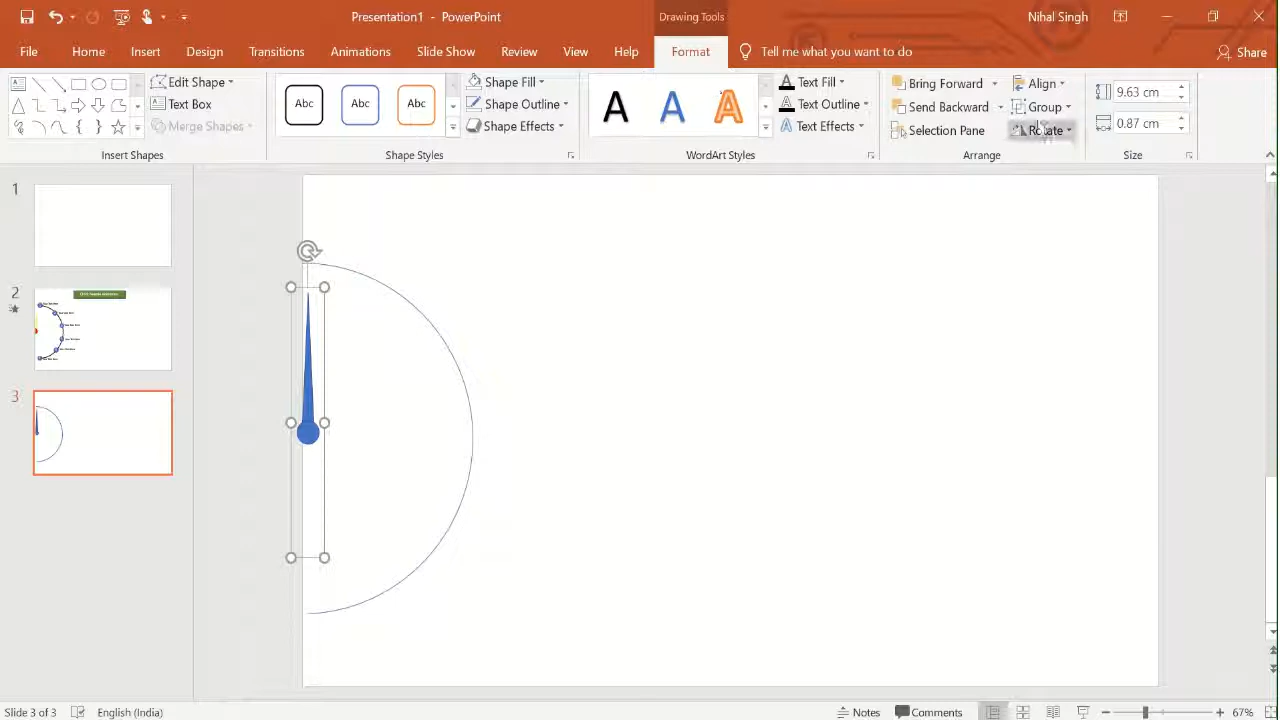 Presentation1 - PowerPoint
Drawing Tools
Nihal Singh
File Home Insert Design Transitions Animations Slide Show Review View Help Format Tell me what you want to do Share
Edit Shape
Text Box
Merge Shapes
Insert Shapes
Abc Abc Abc
Shape Fill
Shape Outline
Shape Effects
Shape Styles
A A A
Text Fill
Text Outline
Text Effects
WordArt Styles
Bring Forward
Send Backward
Selection Pane
Align
Group
Rotate
Arrange
9.63 cm
0.87 cm
Size
1
2
3
Slide 3 of 3 English (India) Notes Comments 67%